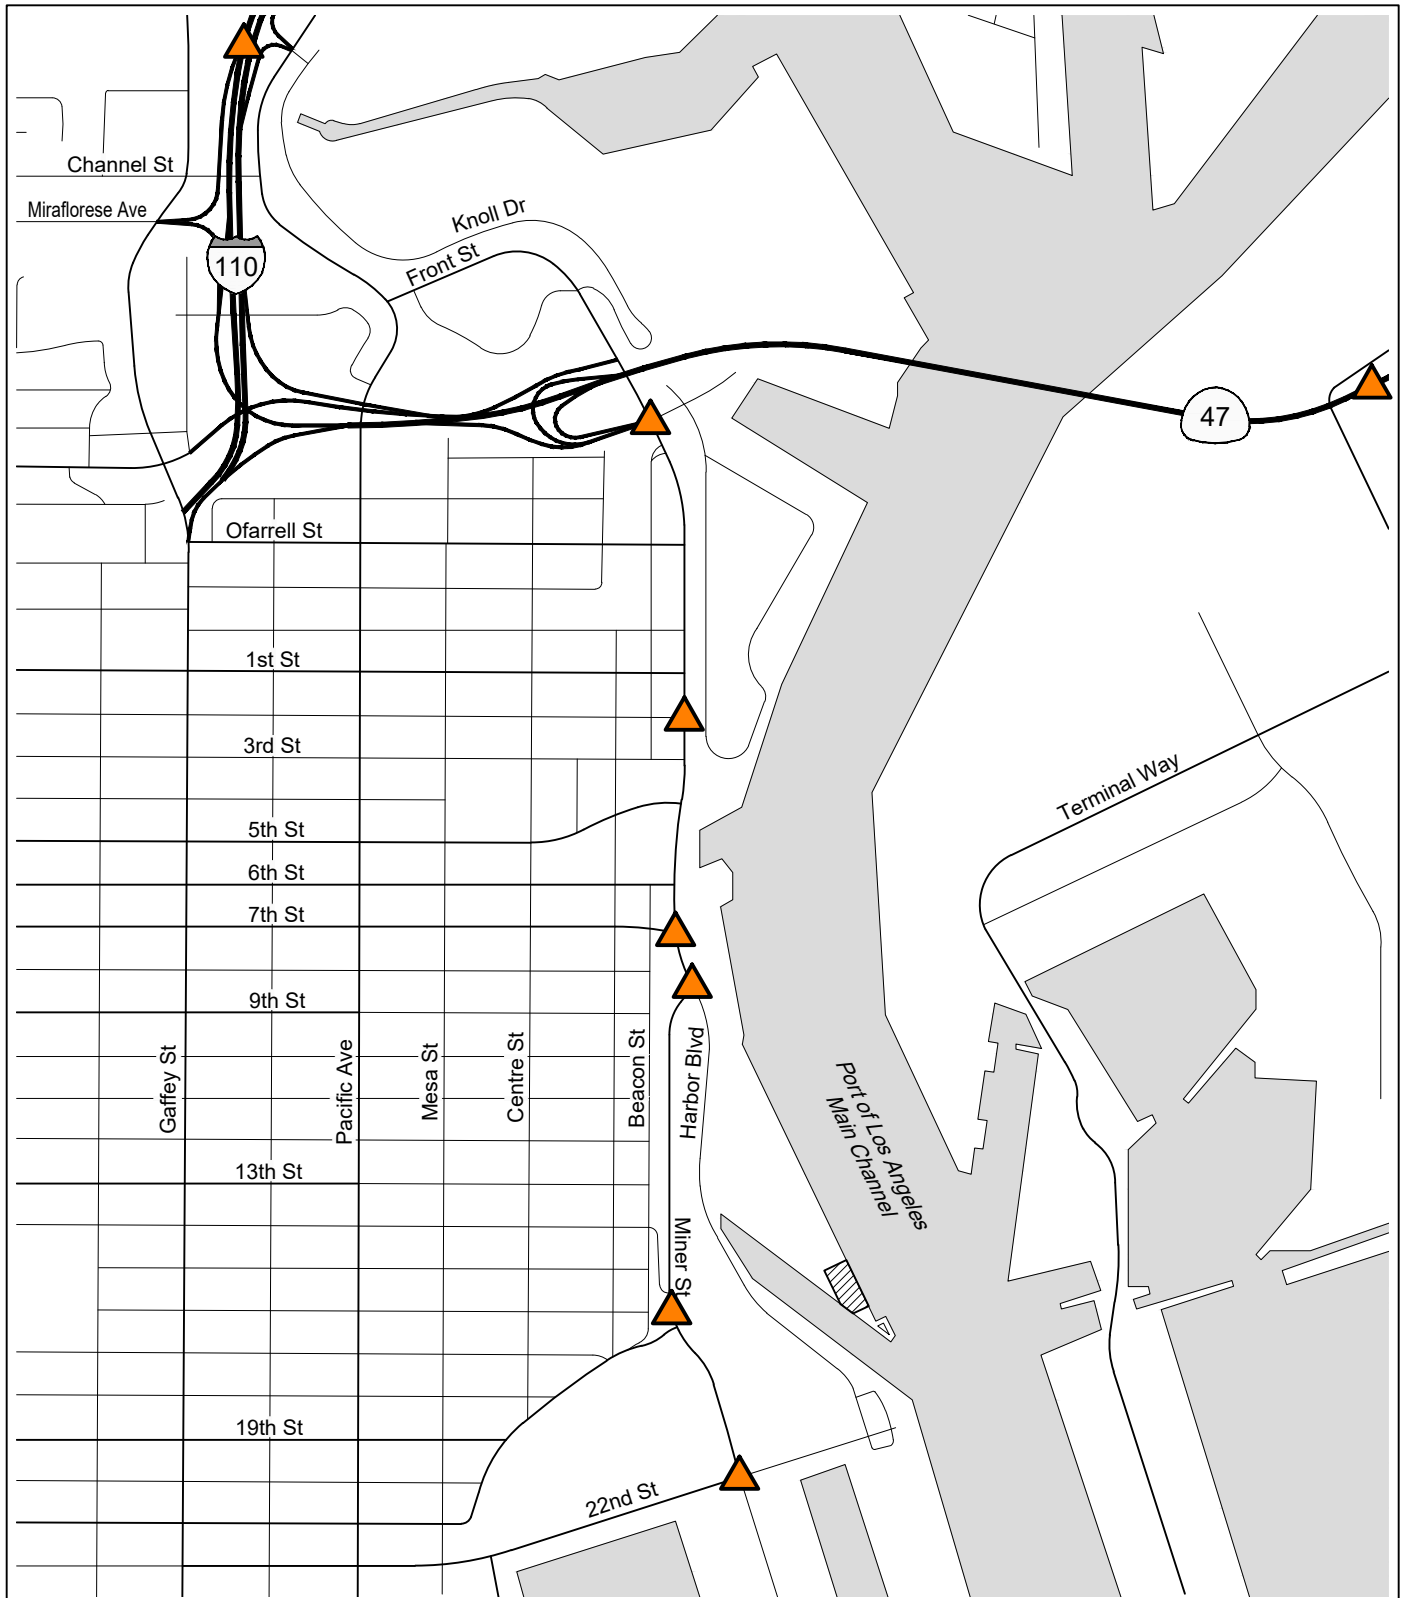 Channel St
Miraflorese Ave
Knoll Dr
Front St
110
47
Ofarrell St
1st St
3rd St
Terminal Way
5th St
6th St
7th St
9th St
Gaffey St
Pacific Ave
Mesa St
Centre St
Beacon St
Harbor Blvd
Port of Los Angeles
Main Channel
13th St
Miner St
19th St
22nd St